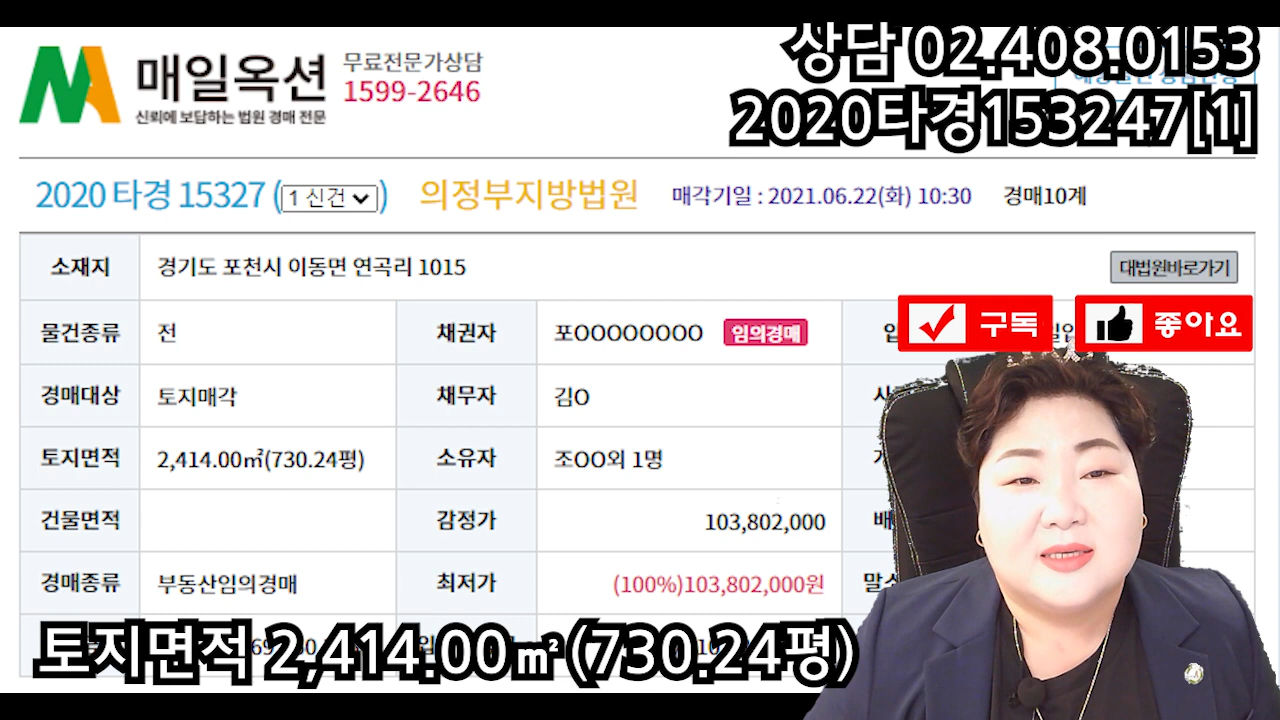 매일옥션
신뢰에 보답하는 법원 경매 전문
무료전문가상담
1599-2646
상담 02.408.0153
2020타경153247[1]
2020 타경 15327 (1 신건) 의정부지방법원 매각기일 : 2021.06.22(화) 10:30 경매10계
소재지 경기도 포천시 이동면 연곡리 1015 대법원바로가기
물건종류 전 채권자 포OOOOOOOO 임의경매
구독 좋아요
경매대상 토지매각 채무자 김O
토지면적 2,414.00㎡(730.24평) 소유자 조OO외 1명
건물면적 감정가 103,802,000
경매종류 부동산임의경매 최저가 (100%)103,802,000원
토지면적 2,414.00㎡(730.24평)